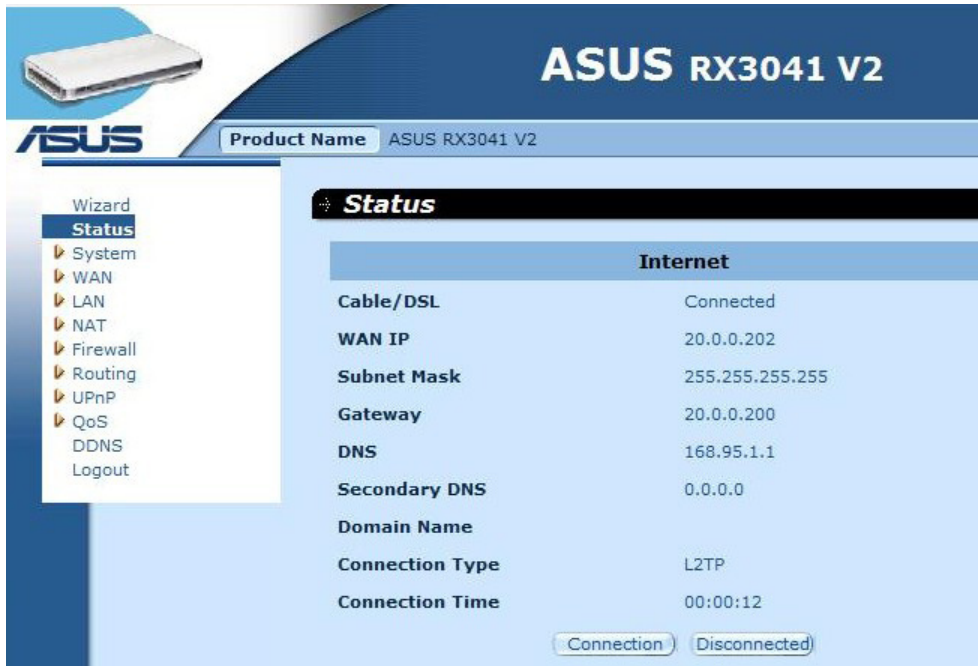 ASUS RX3041 V2
ASUS
Product Name ASUS RX3041 V2
Wizard
Status
System
WAN
LAN
NAT
Firewall
Routing
UPnP
QoS
DDNS
Logout
Status
Internet
Cable/DSL Connected
WAN IP 20.0.0.202
Subnet Mask 255.255.255.255
Gateway 20.0.0.200
DNS 168.95.1.1
Secondary DNS 0.0.0.0
Domain Name
Connection Type L2TP
Connection Time 00:00:12
Connection Disconnected